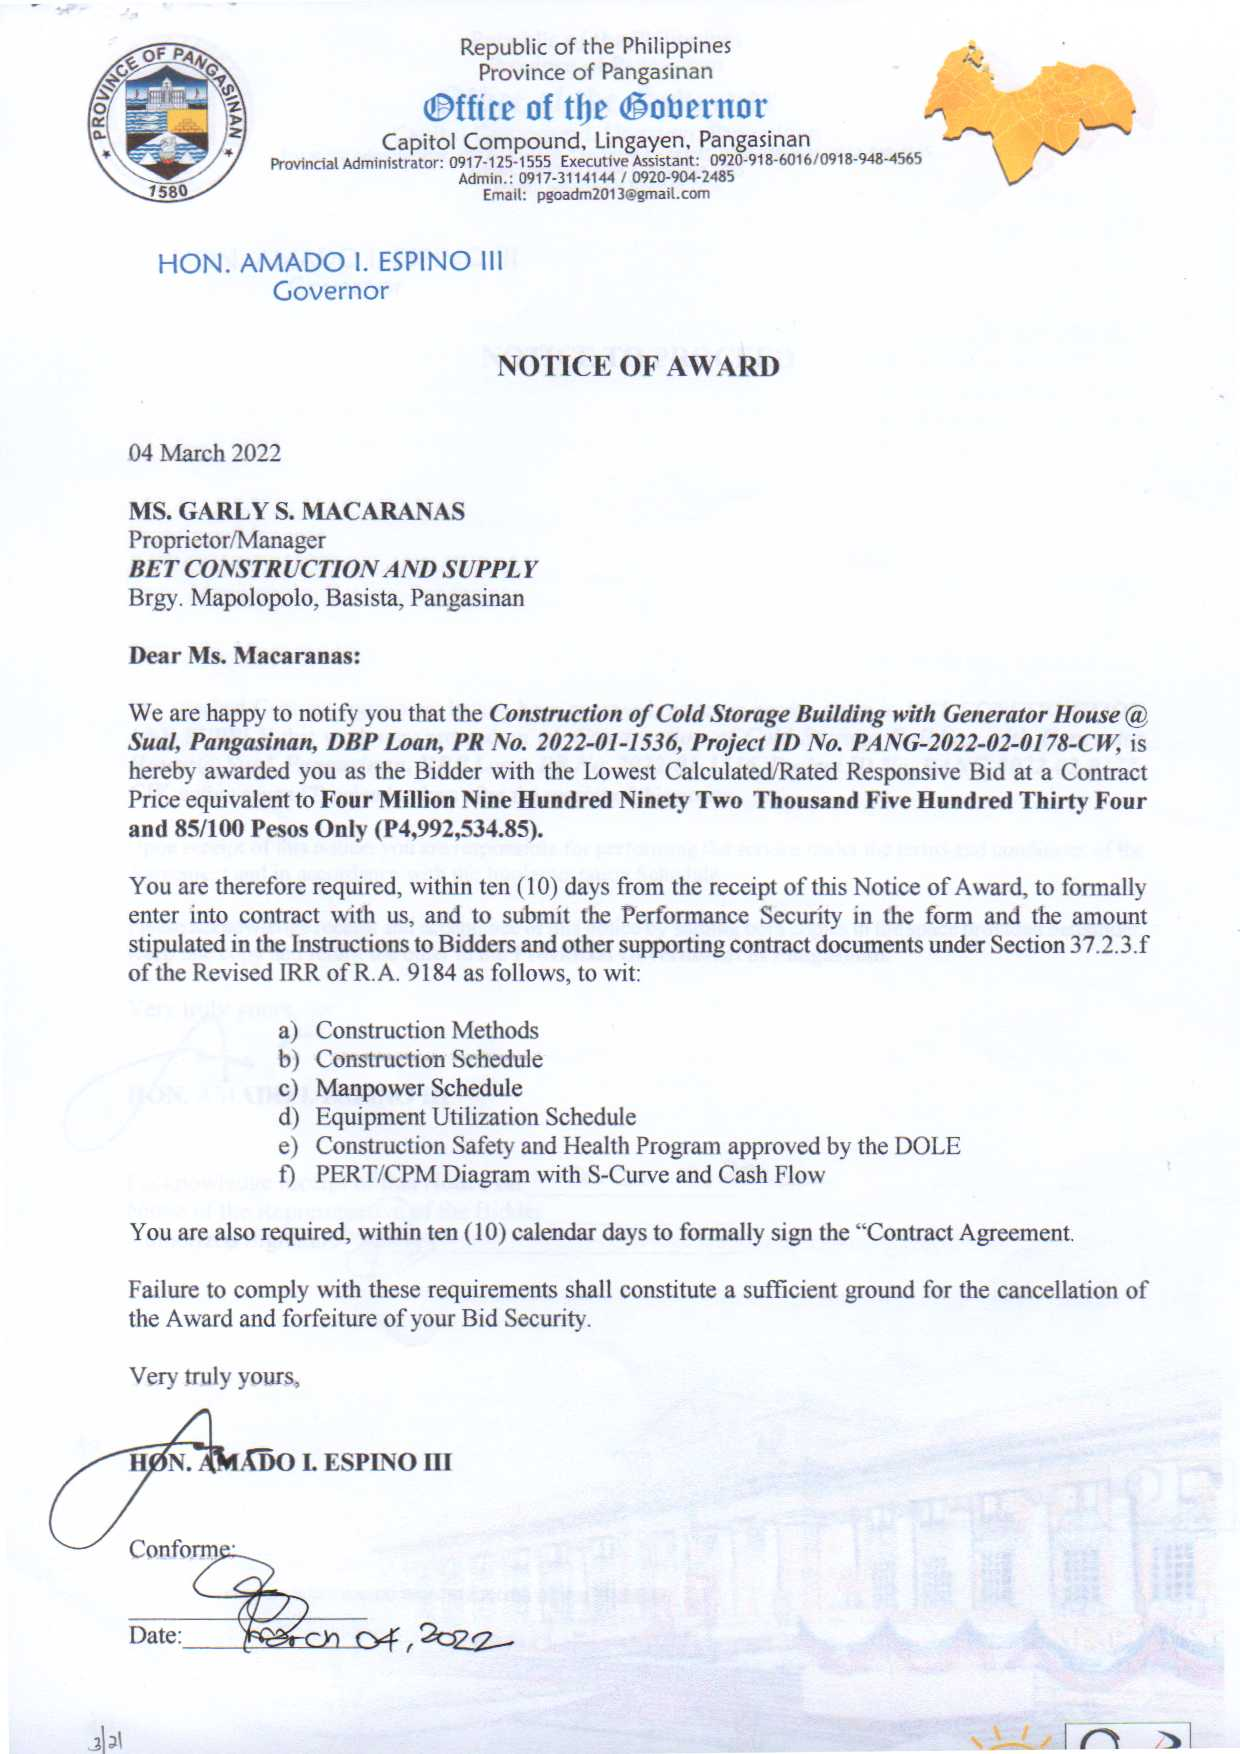 PROVINCE OF PANGASINAN
1580
Republic of the Philippines
Province of Pangasinan
Office of the Governor
Capitol Compound, Lingayen, Pangasinan
Provincial Administrator: 0917-125-1555 Executive Assistant: 0920-918-6016/0918-948-4565
Admin.: 0917-3114144 / 0920-904-2485
Email: pgoadm2013@gmail.com
HON. AMADO I. ESPINO III
Governor
NOTICE OF AWARD
04 March 2022
MS. GARLY S. MACARANAS
Proprietor/Manager
BET CONSTRUCTION AND SUPPLY
Brgy. Mapolopolo, Basista, Pangasinan
Dear Ms. Macaranas:
We are happy to notify you that the Construction of Cold Storage Building with Generator House @
Sual, Pangasinan, DBP Loan, PR No. 2022-01-1536, Project ID No. PANG-2022-02-0178-CW, is
hereby awarded you as the Bidder with the Lowest Calculated/Rated Responsive Bid at a Contract
Price equivalent to Four Million Nine Hundred Ninety Two Thousand Five Hundred Thirty Four
and 85/100 Pesos Only (P4,992,534.85).
You are therefore required, within ten (10) days from the receipt of this Notice of Award, to formally
enter into contract with us, and to submit the Performance Security in the form and the amount
stipulated in the Instructions to Bidders and other supporting contract documents under Section 37.2.3.f
of the Revised IRR of R.A. 9184 as follows, to wit:
a) Construction Methods
b) Construction Schedule
c) Manpower Schedule
d) Equipment Utilization Schedule
e) Construction Safety and Health Program approved by the DOLE
f) PERT/CPM Diagram with S-Curve and Cash Flow
You are also required, within ten (10) calendar days to formally sign the “Contract Agreement.
Failure to comply with these requirements shall constitute a sufficient ground for the cancellation of
the Award and forfeiture of your Bid Security.
Very truly yours,
HON. AMADO I. ESPINO III
Conforme:
Date: March 04, 2022
3/21